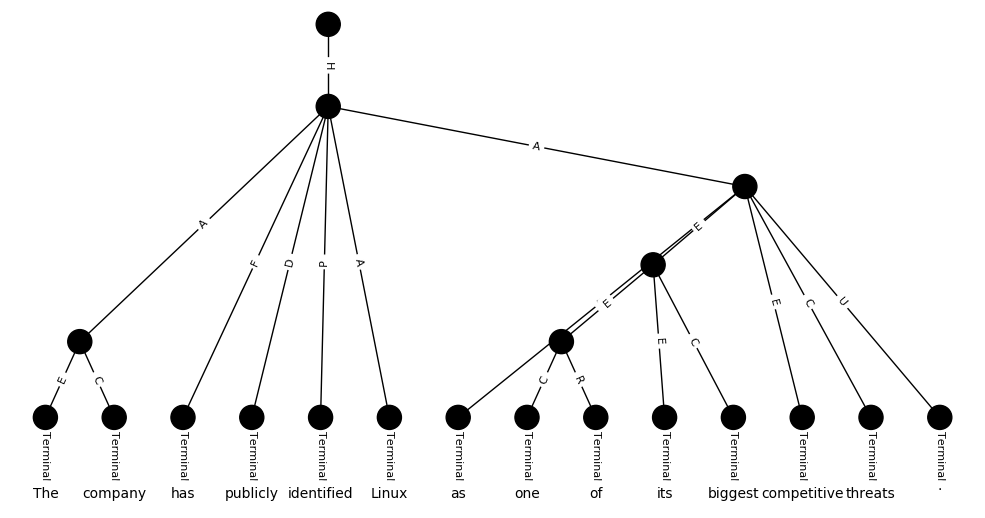 H
A
A
E
F
D
P
A
E
E
C
U
E
C
E
C
C
R
Terminal Terminal Terminal Terminal Terminal Terminal Terminal Terminal Terminal Terminal Terminal Terminal Terminal Terminal
The company has publicly identified Linux as one of its biggest competitive threats .